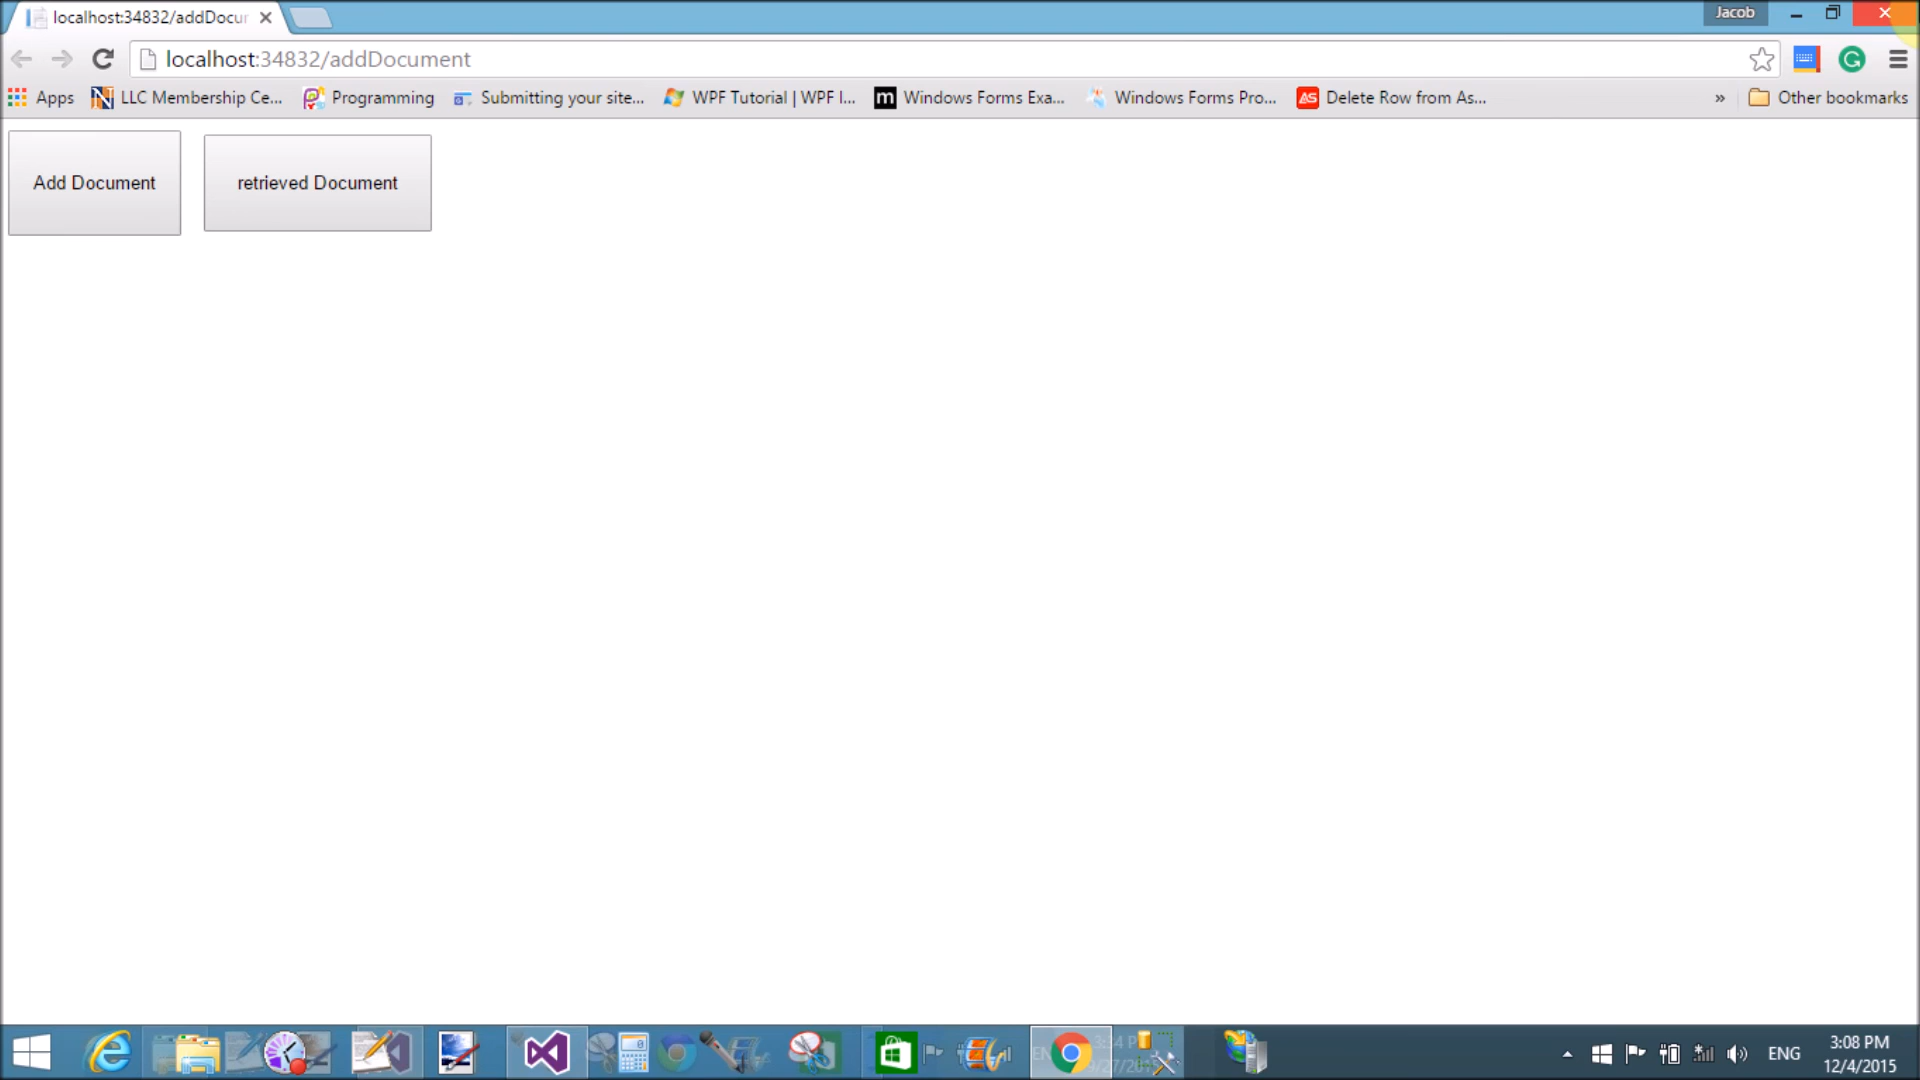 localhost:34832/addDocur
Jacob
localhost:34832/addDocument
Apps
LLC Membership Ce...
Programming
Submitting your site...
WPF Tutorial | WPF I...
m
Windows Forms Exa...
Windows Forms Pro...
AS
Delete Row from As...
»
Other bookmarks
Add Document
retrieved Document
ENG
3:08 PM
12/4/2015